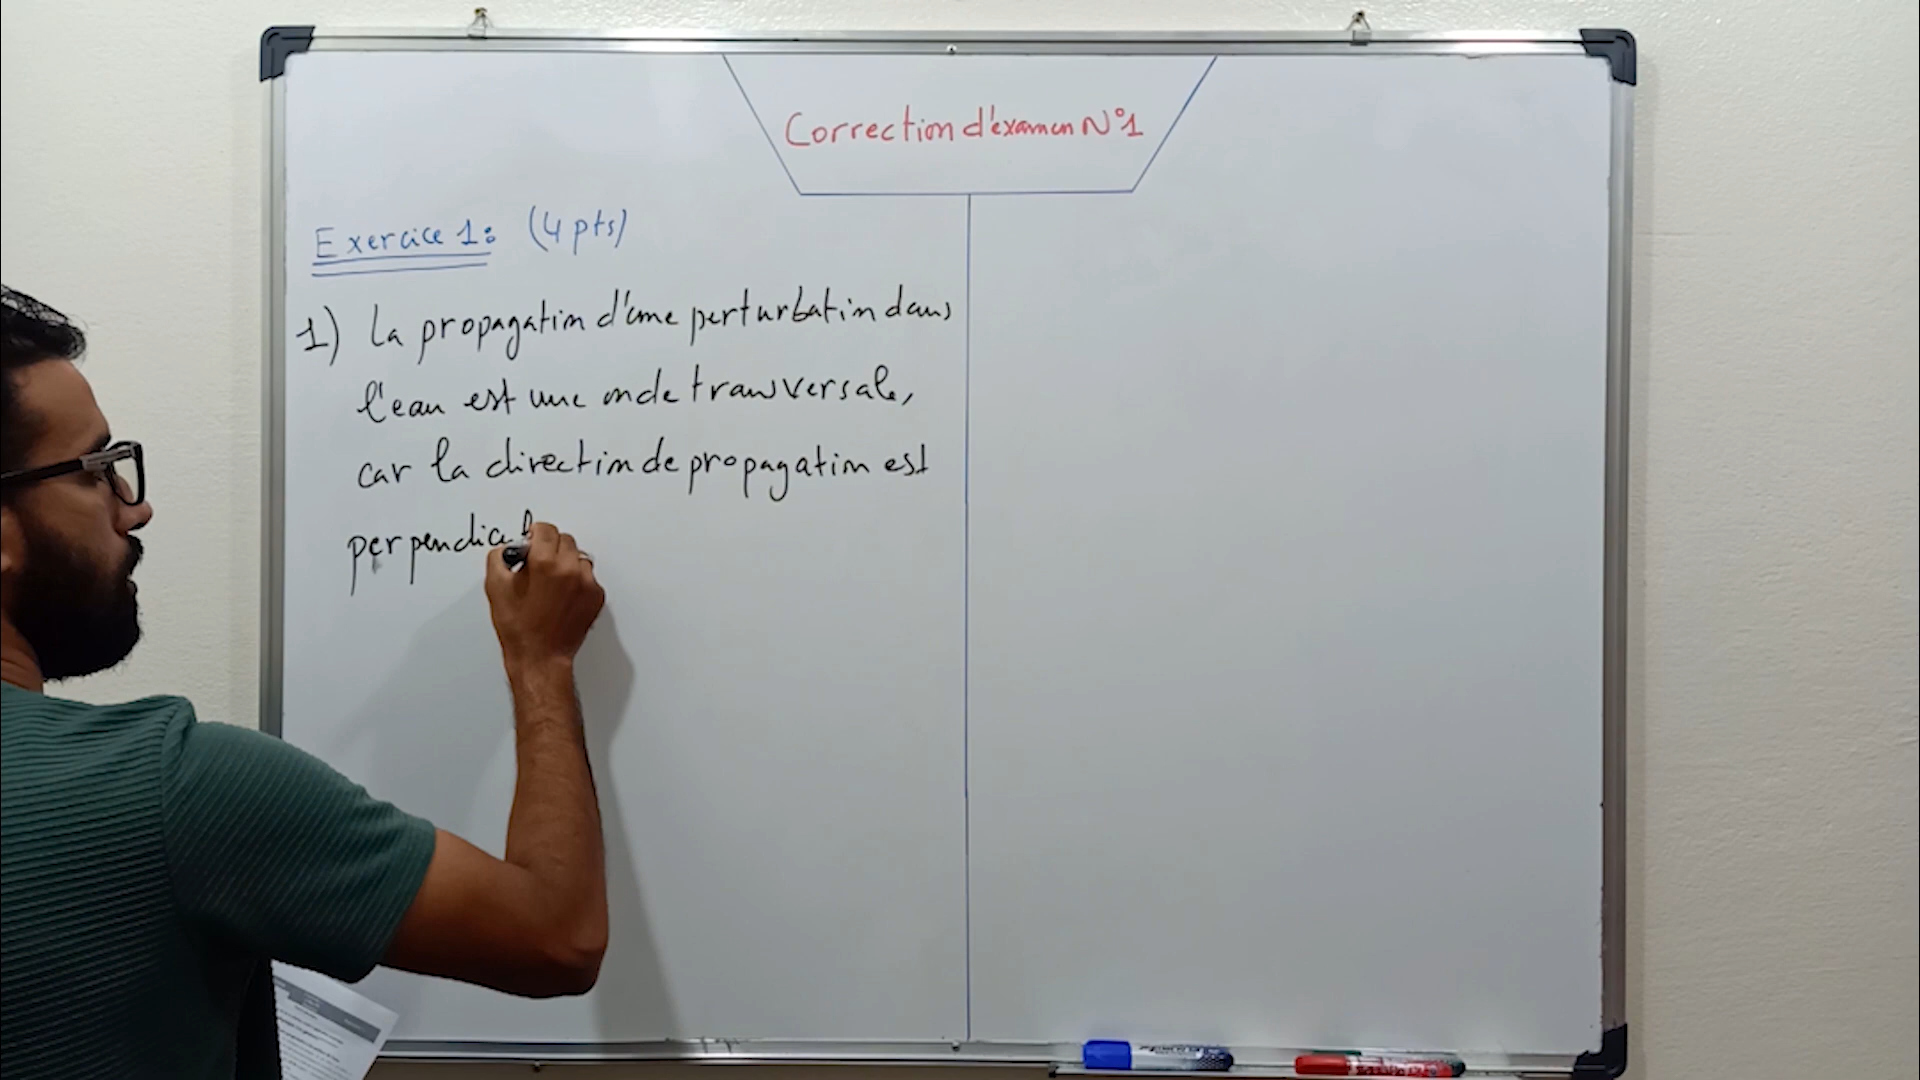 Correction d'examen N°1
Exercice 1: (4 pts)
1) La propagation d'une perturbation dans
l'eau est une onde transversale,
car la direction de propagation est
perpendicul